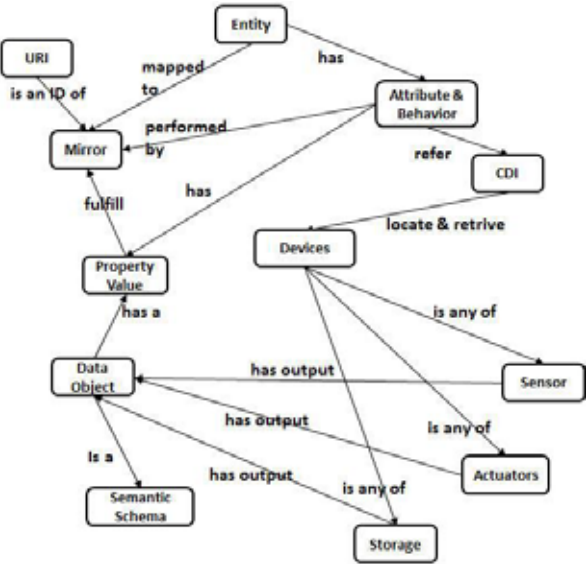 Entity
URI
has
mapped
to
is an ID of
Attribute &
Behavior
performed
by
Mirror
refer
CDI
has
fulfill
locate & retrive
Devices
Property
Value
has a
is any of
has output
Data
Object
Sensor
has output
is any of
Is a
has output
Actuators
is any of
Semantic
Schema
Storage